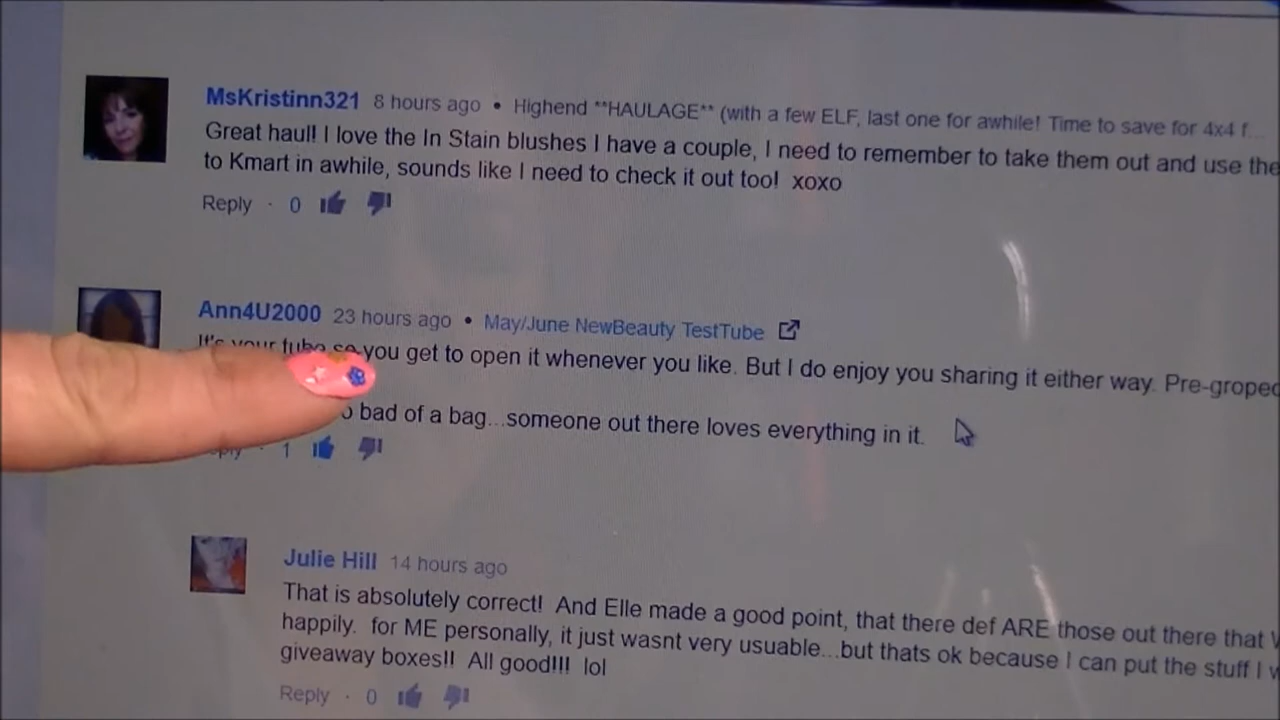 MsKristinn321 8 hours ago • Highend **HAULAGE** (with a few ELF, last one for awhile! Time to save for 4x4 f...
Great haul! I love the In Stain blushes I have a couple, I need to remember to take them out and use the
to Kmart in awhile, sounds like I need to check it out too! xoxo
Reply · 0
Ann4U2000 23 hours ago • May/June NewBeauty TestTube
It's your tube so you get to open it whenever you like. But I do enjoy you sharing it either way. Pre-groped
bad of a bag...someone out there loves everything in it.
1
Julie Hill 14 hours ago
That is absolutely correct! And Elle made a good point, that there def ARE those out there that
happily. for ME personally, it just wasnt very usuable...but thats ok because I can put the stuff I
giveaway boxes!! All good!!! lol
Reply · 0